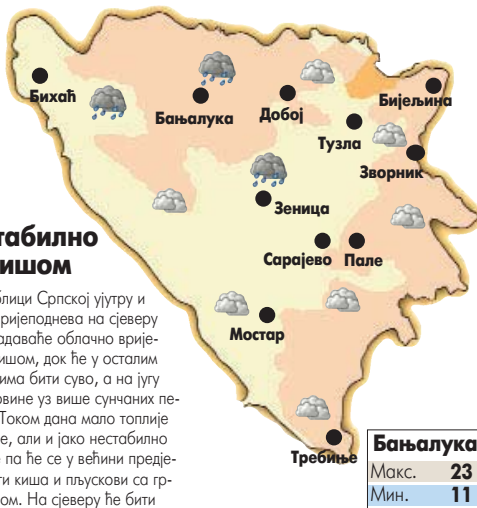 Бихаћ
Бањалука
Добој
Бијељина
Тузла
Зворник
Зеница
Сарајево
Пале
Мостар
Требиње
табилно
ишом
блици Српској ујутру и
ријеподнева на сјеверу
адаваће облачно врије-
ишом, док ће у осталим
има бити суво, а на југу
овине уз више сунчаних пе-
Током дана мало топлије
е, али и јако нестабилно
е па ће се у већини предје-
ти киша и пљускови са гр-
ом. На сјеверу ће бити
Бањалука
Макс. 23
Мин. 11